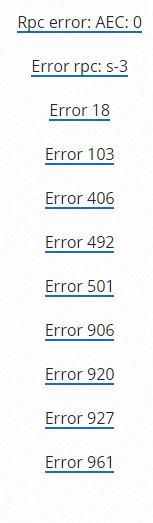 Rpc error: AEC: 0
Error rpc: s-3
Error 18
Error 103
Error 406
Error 492
Error 501
Error 906
Error 920
Error 927
Error 961